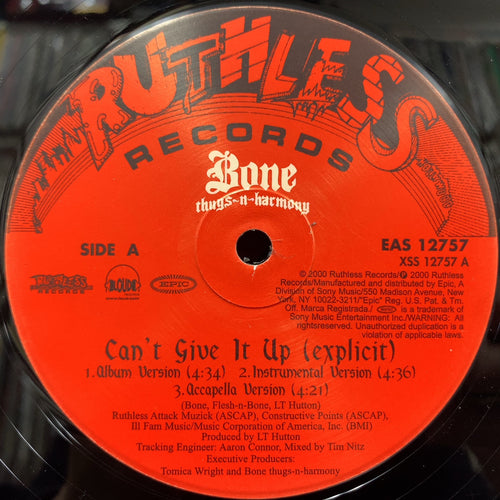 RUTHLESS
RECORDS
Bone
thugs~n~harmony
SIDE A
EAS 12757
XSS 12757 A
RUTHLESS
RECORDS
EPIC
© 2000 Ruthless Records/℗ 2000 Ruthless
Records/Manufactured and distributed by Epic, A
Division of Sony Music/550 Madison Avenue, New
York, NY 10022-3211/"Epic" Reg. U.S. Pat. & Tm.
Off. Marca Registrada./ epic is a trademark of
Sony Music Entertainment Inc./WARNING: All
rightsreserved. Unauthorized duplication is a
violation of applicable laws.
Can't Give It Up (explicit)
1.Album Version (4:34) 2.Instrumental Version (4:36)
3.Accapella Version (4:21)
(Bone, Flesh-n-Bone, LT Hutton)
Ruthless Attack Muzick (ASCAP), Constructive Points (ASCAP),
Ill Fam Music/Music Corporation of America, Inc. (BMI)
Produced by LT Hutton
Tracking Engineer: Aaron Connor, Mixed by Tim Nitz
Executive Producers:
Tomica Wright and Bone thugs-n-harmony